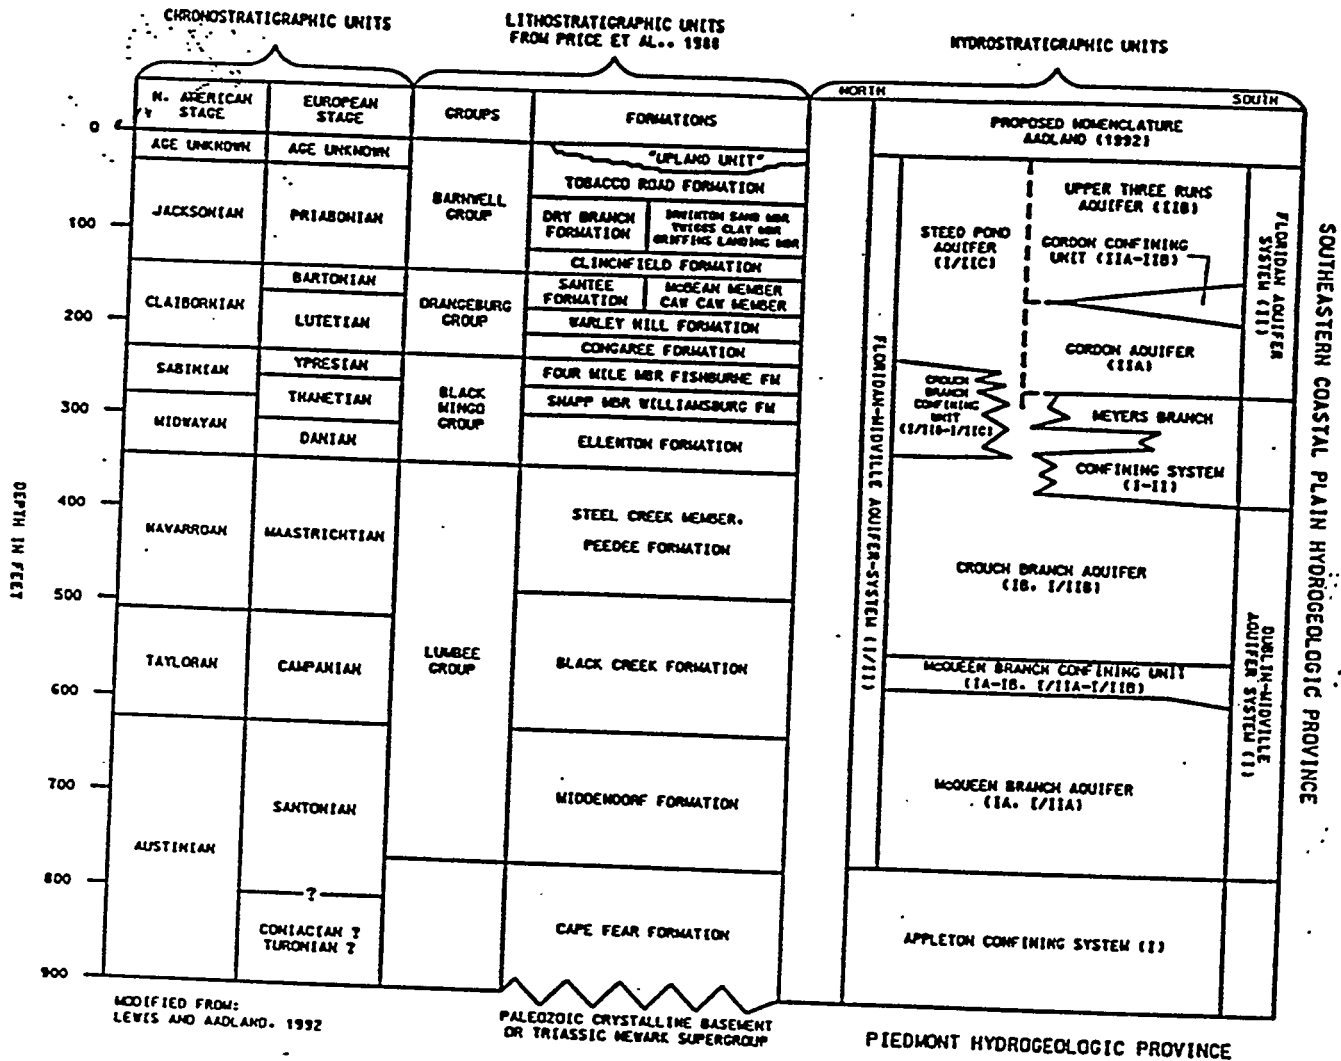 CHRONOSTRATIGRAPHIC UNITS
LITHOSTRATIGRAPHIC UNITS
FROM PRICE ET AL.. 1988
HYDROSTRATIGRAPHIC UNITS
N. AMERICAN
STAGE
EUROPEAN
STAGE
GROUPS
FORMATIONS
NORTH
SOUTH
PROPOSED NOMENCLATURE
AADLAND (1992)
DEPTH IN FEET
0
100
200
300
400
500
600
700
800
900
AGE UNKNOWN
JACKSONIAN
CLAIBORNIAN
SABINIAN
MIDWAYAN
NAVARROAN
TAYLORAN
AUSTINIAN
AGE UNKNOWN
PRIABONIAN
BARTONIAN
LUTETIAN
YPRESIAN
THANETIAN
DANIAN
MAASTRICHTIAN
CAMPANIAN
SANTONIAN
?
CONIACIAN ?
TURONIAN ?
BARNWELL
GROUP
ORANGEBURG
GROUP
BLACK
MINGO
GROUP
LUMBEE
GROUP
"UPLAND UNIT"
TOBACCO ROAD FORMATION
DRY BRANCH
FORMATION
IRWINTON SAND MBR
TWIGGS CLAY MBR
GRIFFINS LANDING MBR
CLINCHFIELD FORMATION
SANTEE
FORMATION
McBEAN MEMBER
CAW CAW MEMBER
WARLEY HILL FORMATION
CONGAREE FORMATION
FOUR MILE MBR FISHBURNE FM
SNAPP MBR WILLIAMSBURG FM
ELLENTON FORMATION
STEEL CREEK MEMBER.
PEEDEE FORMATION
BLACK CREEK FORMATION
MIDDENDORF FORMATION
CAPE FEAR FORMATION
PALEOZOIC CRYSTALLINE BASEMENT
OR TRIASSIC NEWARK SUPERGROUP
FLORIDAN-MIDVILLE AQUIFER-SYSTEM (I/II)
STEED POND
AQUIFER
(I/IIC)
CROUCH
BRANCH
CONFINING
UNIT
(I/IIB-I/IIC)
UPPER THREE RUNS
AQUIFER (IIB)
GORDON CONFINING
UNIT (IIA-IIB)
GORDON AQUIFER
(IIA)
MEYERS BRANCH
CONFINING SYSTEM
(I-II)
CROUCH BRANCH AQUIFER
(IB. I/IIB)
McQUEEN BRANCH CONFINING UNIT
(IA-IB. I/IIA-I/IIB)
McQUEEN BRANCH AQUIFER
(IA. I/IIA)
APPLETON CONFINING SYSTEM (I)
FLORIDAN AQUIFER
SYSTEM (II)
DUBLIN-MIDVILLE
AQUIFER SYSTEM (I)
SOUTHEASTERN COASTAL PLAIN HYDROGEOLOGIC PROVINCE
PIEDMONT HYDROGEOLOGIC PROVINCE
MODIFIED FROM:
LEWIS AND AADLAND. 1992